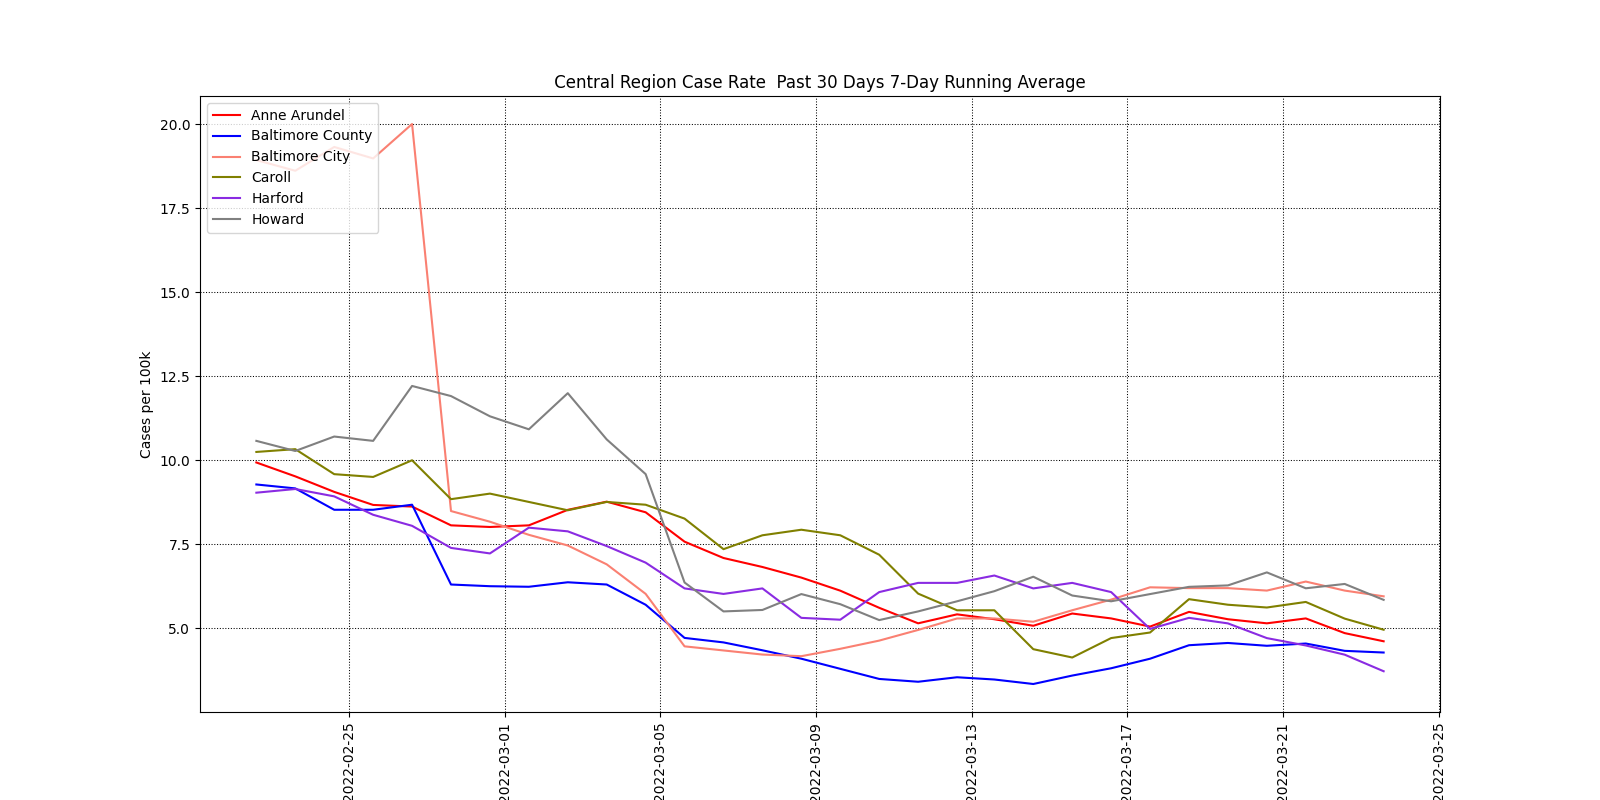 Central Region Case Rate  Past 30 Days 7-Day Running Average
Anne Arundel
Baltimore County
Baltimore City
Caroll
Harford
Howard
Cases per 100k
20.0
17.5
15.0
12.5
10.0
7.5
5.0
2022-02-25
2022-03-01
2022-03-05
2022-03-09
2022-03-13
2022-03-17
2022-03-21
2022-03-25